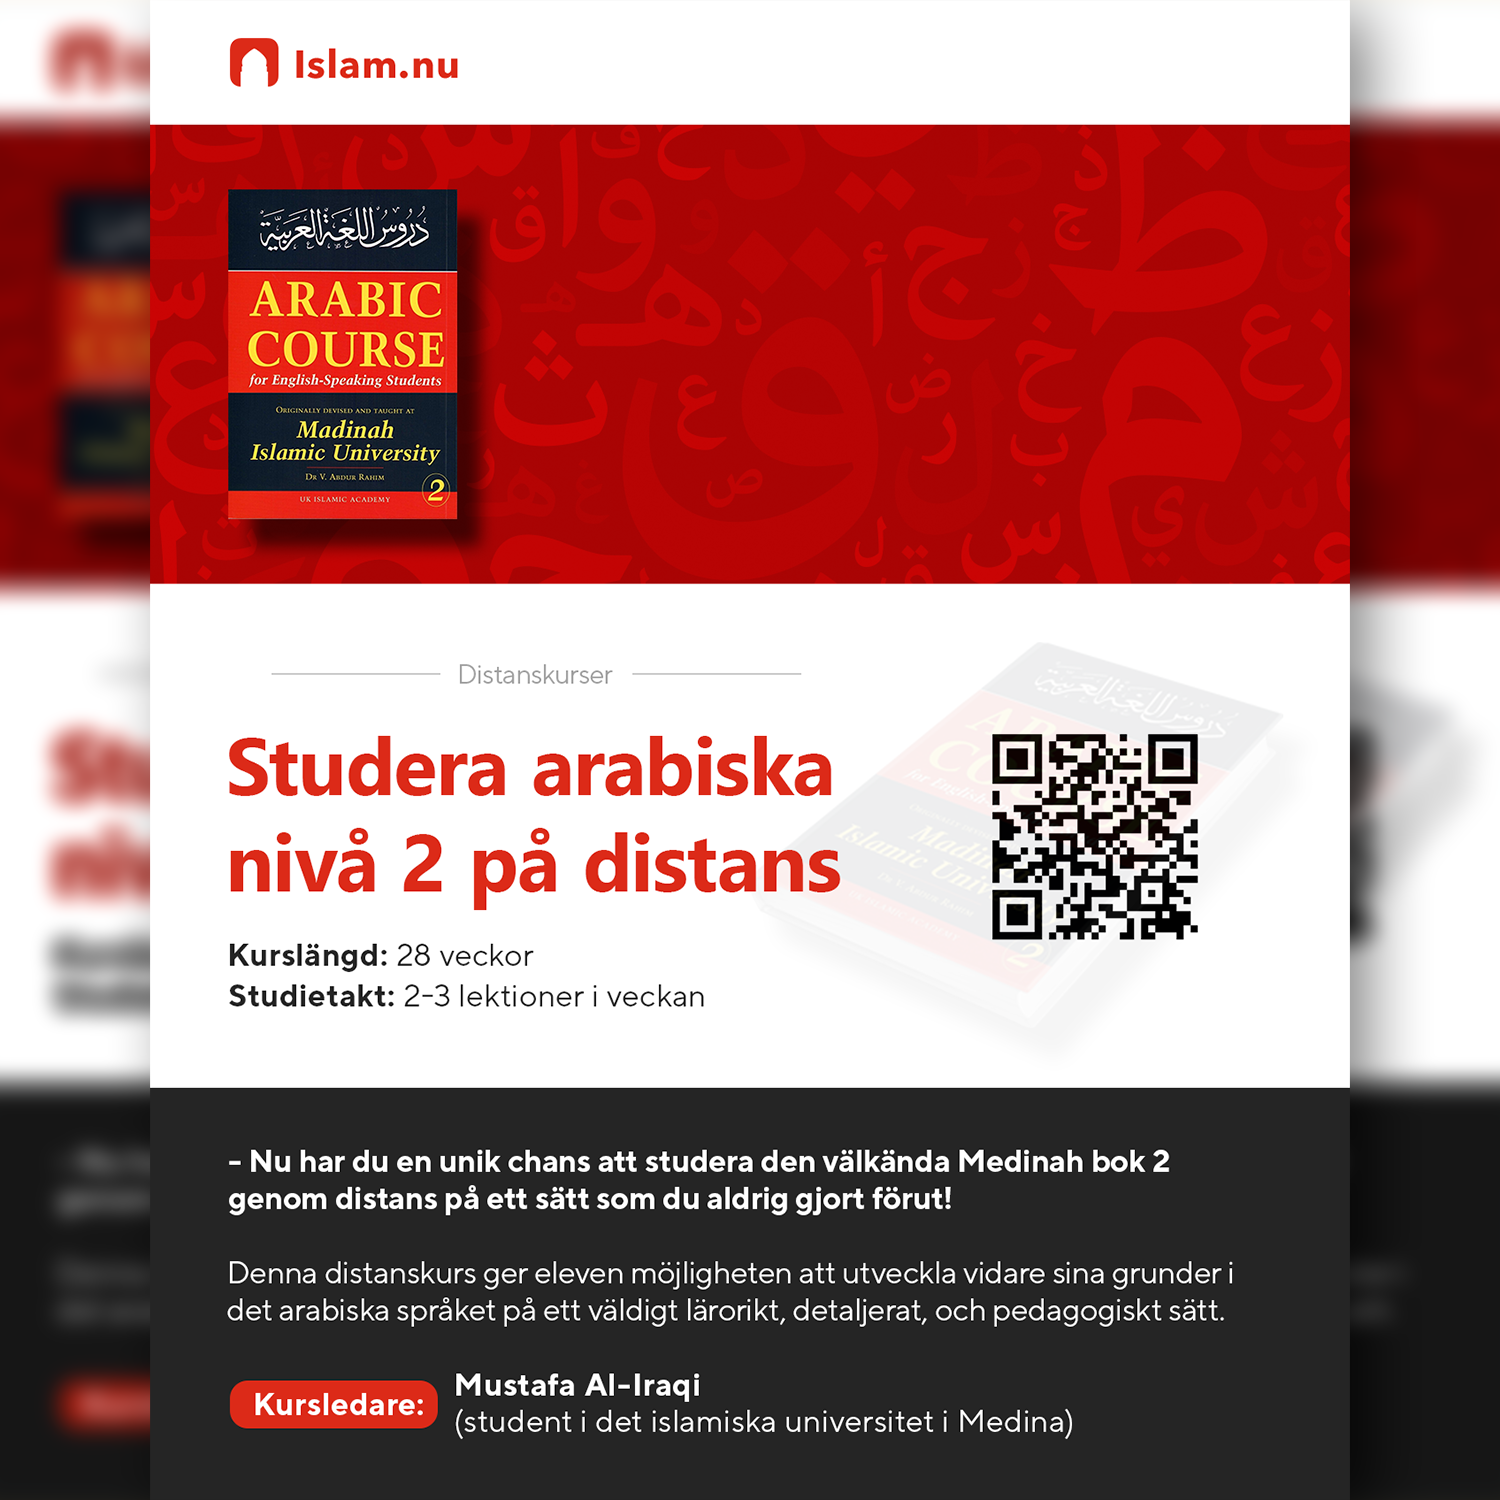 Islam.nu
دُرُوسُ اللُّغَةِ العَرَبِيَّةِ
ARABIC
COURSE
for English-Speaking Students
ORIGINALLY DEVISED AND TAUGHT AT
Madinah
Islamic University
DR V. ABDUR RAHIM
UK ISLAMIC ACADEMY
2
Distanskurser
Studera arabiska
nivå 2 på distans
Kurslängd: 28 veckor
Studietakt: 2-3 lektioner i veckan
- Nu har du en unik chans att studera den välkända Medinah bok 2
genom distans på ett sätt som du aldrig gjort förut!
Denna distanskurs ger eleven möjligheten att utveckla vidare sina grunder i
det arabiska språket på ett väldigt lärorikt, detaljerat, och pedagogiskt sätt.
Kursledare:
Mustafa Al-Iraqi
(student i det islamiska universitet i Medina)